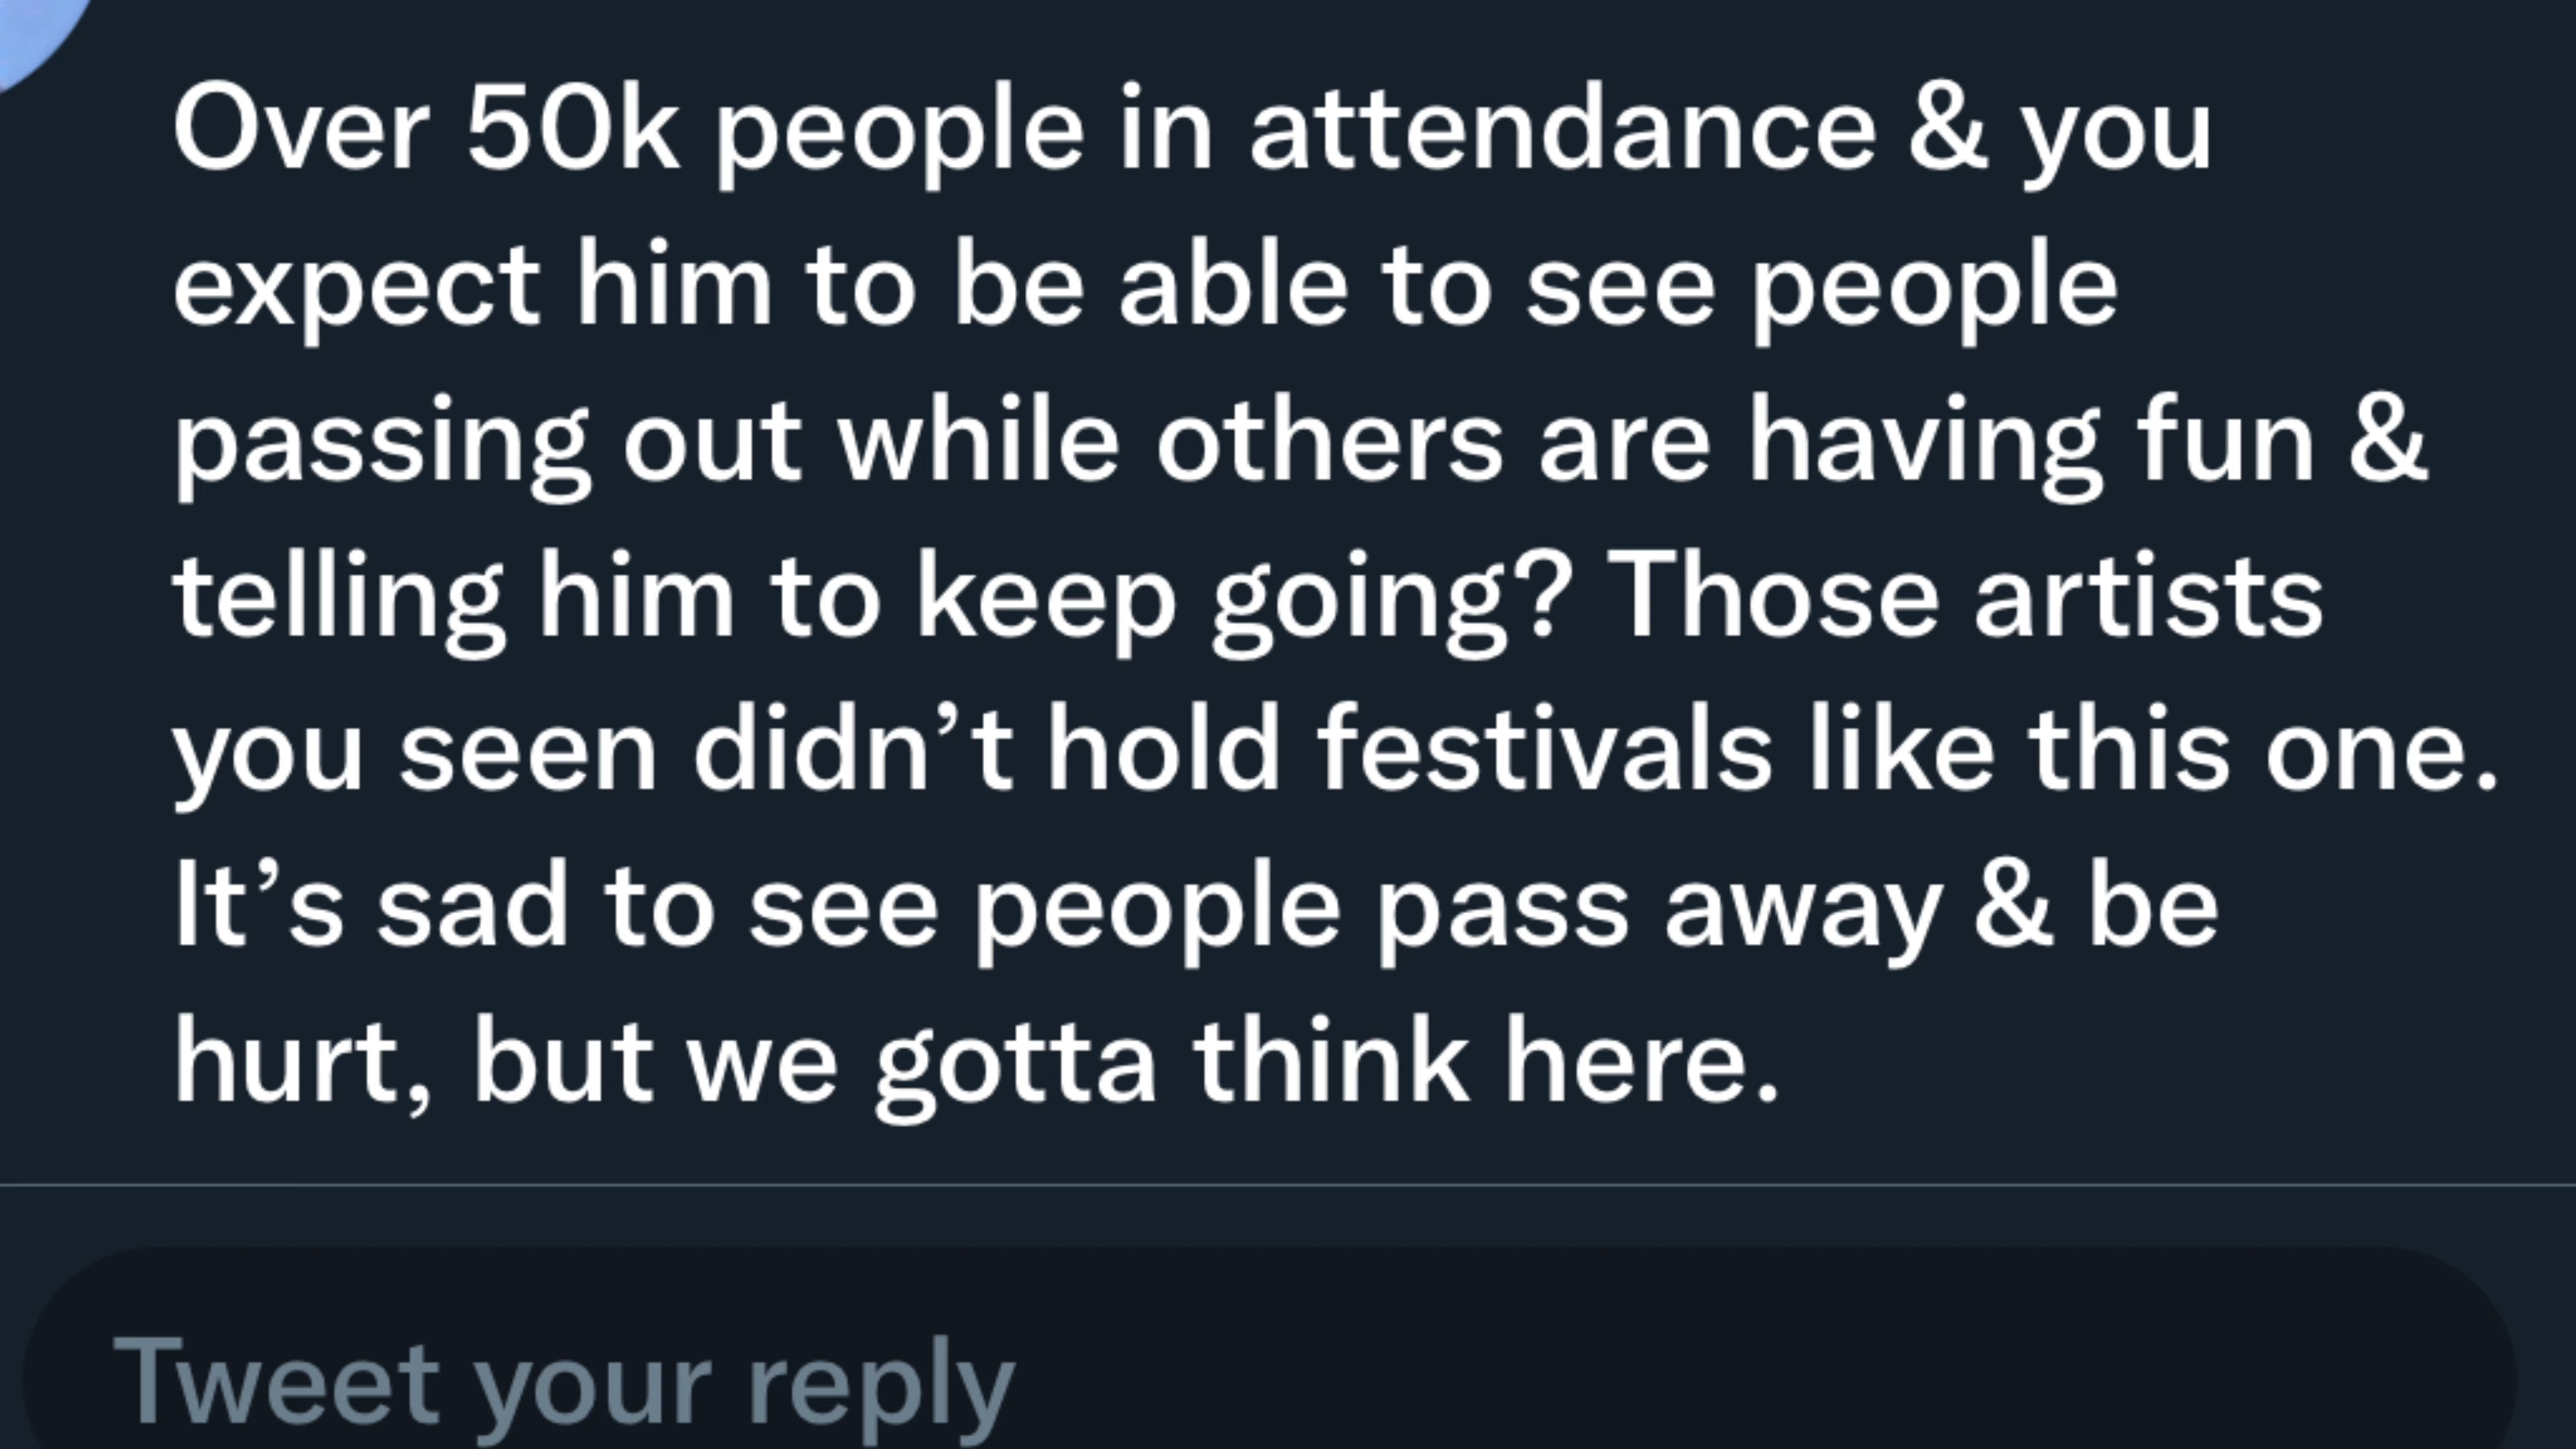 Over 50k people in attendance & you
expect him to be able to see people
passing out while others are having fun &
telling him to keep going? Those artists
you seen didn’t hold festivals like this one.
It’s sad to see people pass away & be
hurt, but we gotta think here.
Tweet your reply